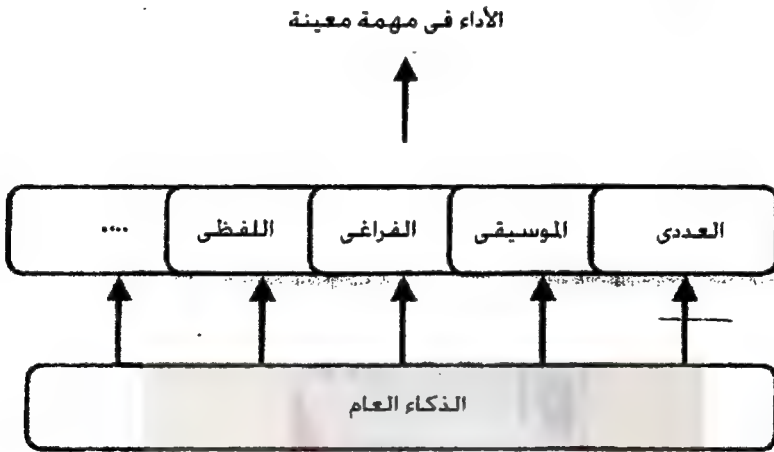 الأداء فى مهمة معينة
العددى الموسيقى الفراغى اللفظى ....
الذكاء العام